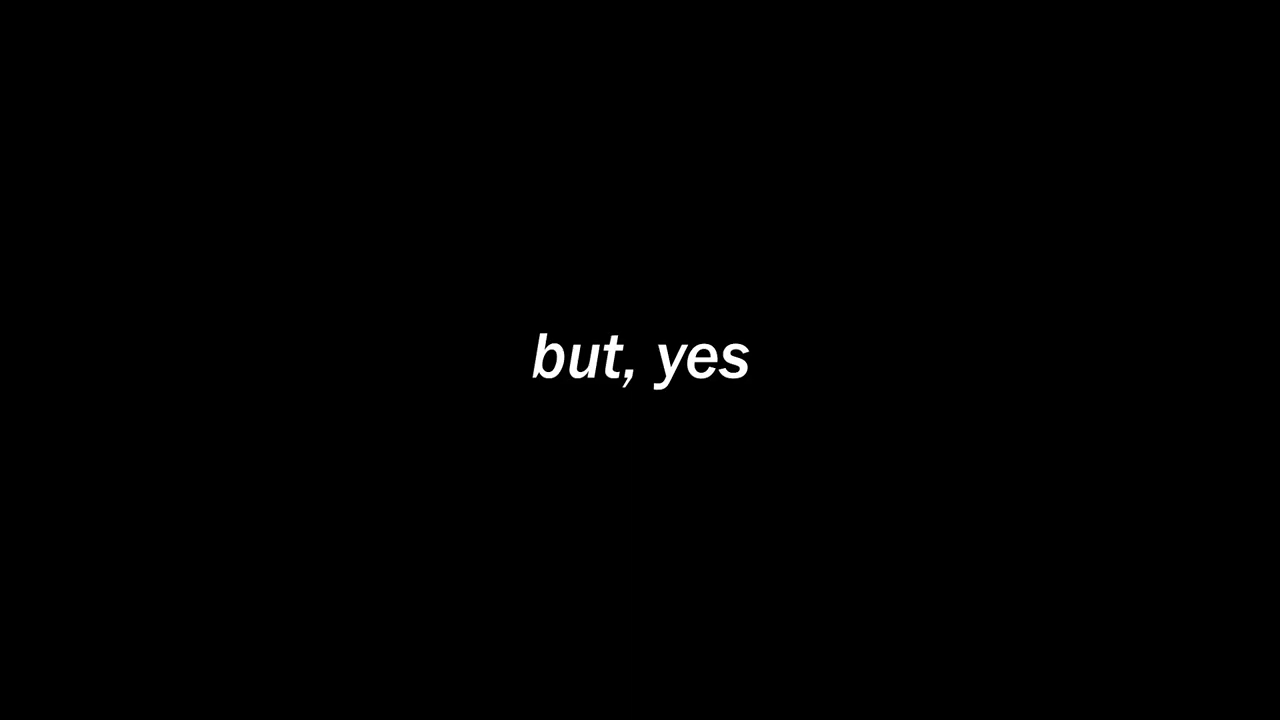 but, yes